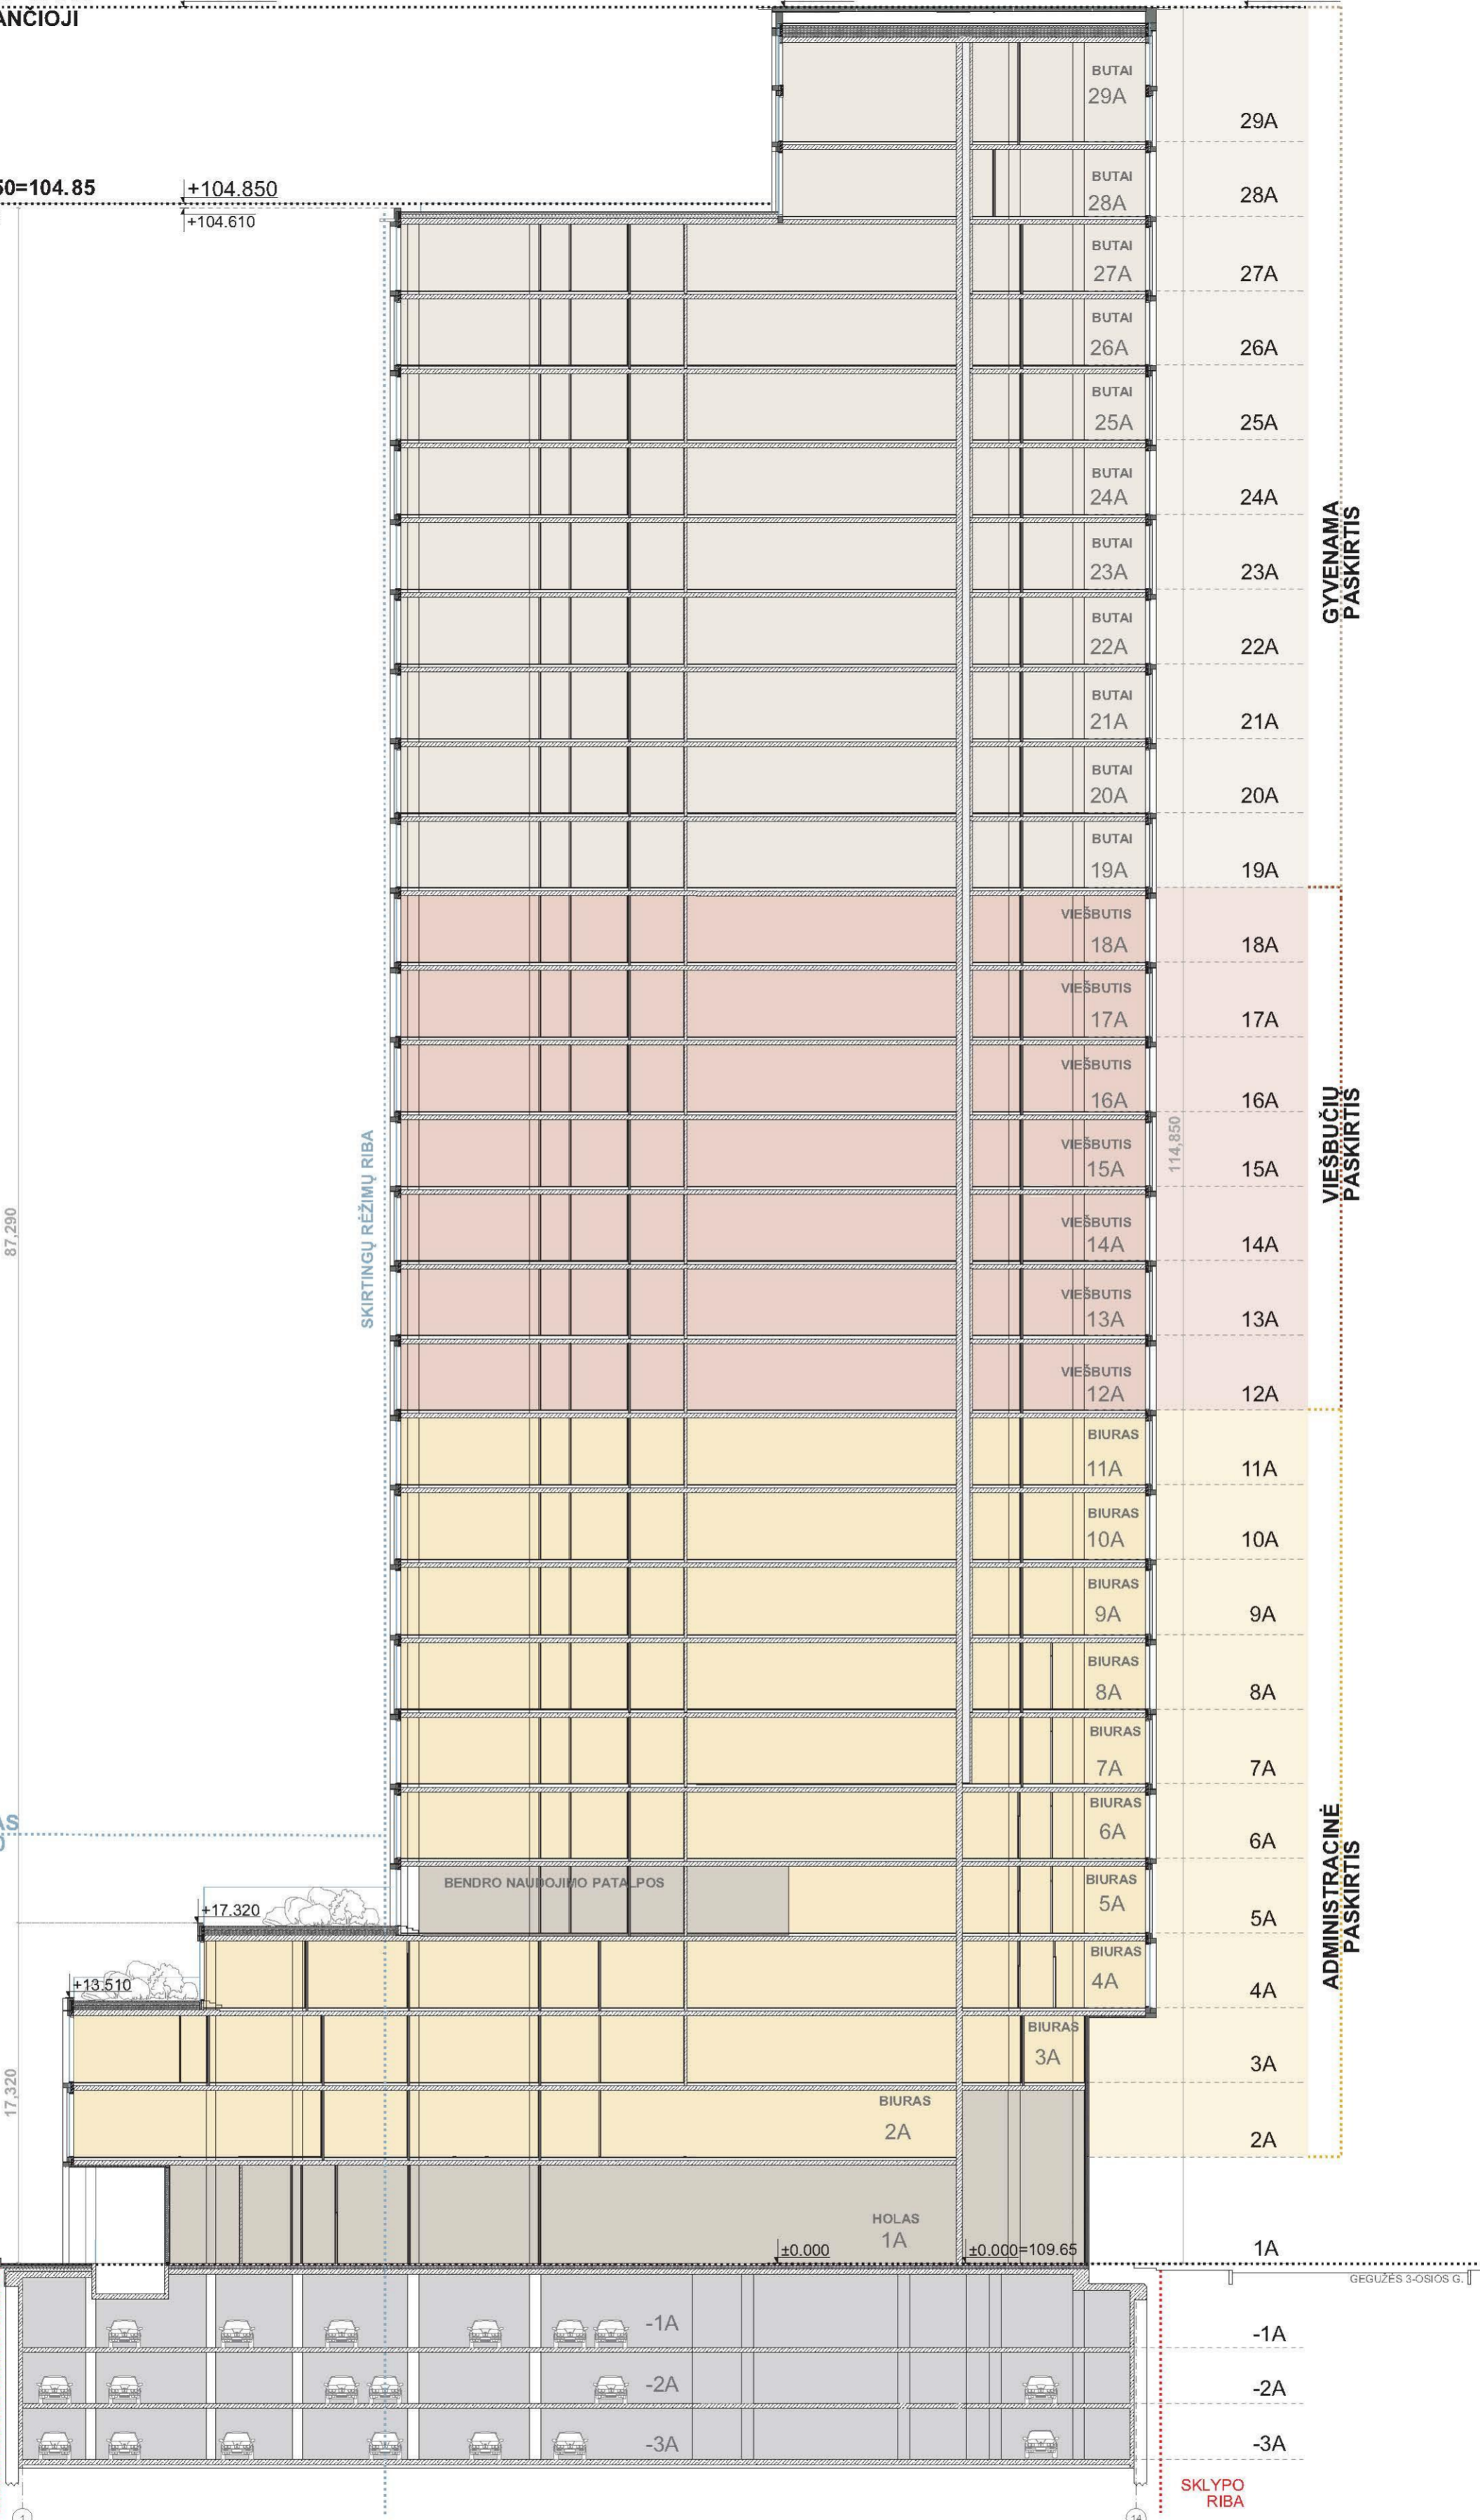 ANČIOJI
BUTAI
29A
29A
50=104.85
+104.850
+104.610
BUTAI
28A
28A
BUTAI
27A
27A
BUTAI
26A
26A
BUTAI
25A
25A
BUTAI
24A
24A
BUTAI
23A
23A
BUTAI
22A
22A
BUTAI
21A
21A
BUTAI
20A
20A
BUTAI
19A
19A
GYVENAMA
PASKIRTIS
VIEŠBUTIS
18A
18A
VIEŠBUTIS
17A
17A
VIEŠBUTIS
16A
16A
VIEŠBUTIS
15A
15A
VIEŠBUTIS
14A
14A
VIEŠBUTIS
13A
13A
VIEŠBUTIS
12A
12A
114,850
VIEŠBUČIŲ
PASKIRTIS
SKIRTINGŲ RĖŽIMŲ RIBA
87,290
BIURAS
11A
11A
BIURAS
10A
10A
BIURAS
9A
9A
BIURAS
8A
8A
BIURAS
7A
7A
BIURAS
6A
6A
AS
BENDRO NAUDOJIMO PATALPOS
BIURAS
5A
5A
+17.320
BIURAS
4A
4A
+13.510
BIURAS
3A
3A
BIURAS
2A
2A
ADMINISTRACINĖ
PASKIRTIS
17,320
HOLAS
1A
1A
±0.000
±0.000=109.65
GEGUŽĖS 3-OSIOS G.
-1A
-1A
-2A
-2A
-3A
-3A
SKLYPO
RIBA
1
14